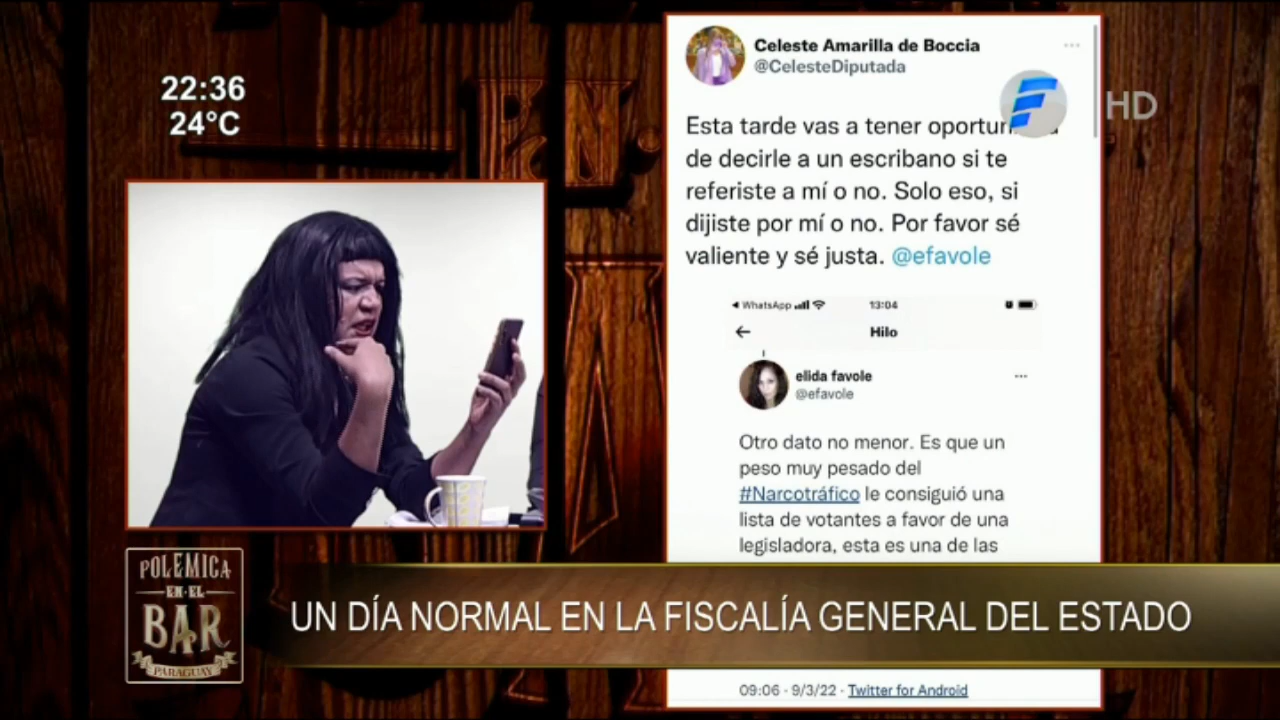 22:36
24°C
Celeste Amarilla de Boccia
@CelesteDiputada
HD
Esta tarde vas a tener
de decirle a un escribano si te
referiste a mí o no. Solo eso, si
dijiste por mí o no. Por favor sé
valiente y sé justa. @efavole
WhatsApp
13:04
Hilo
elida favole
@efavole
Otro dato no menor. Es que un
peso muy pesado del
#Narcotráfico le consiguió una
lista de votantes a favor de una
legisladora, esta es una de las
POLEMICA
EN EL
BAR
PARAGUAY
UN DÍA NORMAL EN LA FISCALÍA GENERAL DEL ESTADO
09:06 · 9/3/22 · Twitter for Android